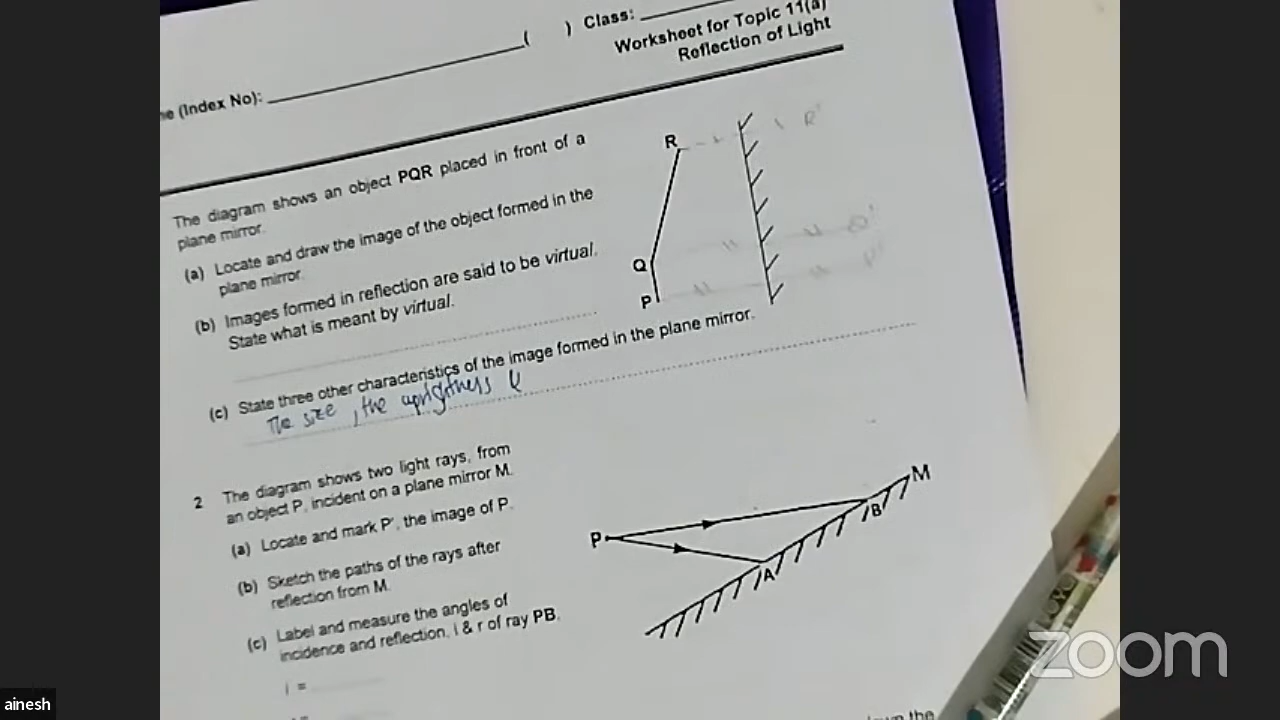 ( ) Class:
Worksheet for Topic 11(a)
Reflection of Light
(Index No):
The diagram shows an object PQR placed in front of a
plane mirror.
(a) Locate and draw the image of the object formed in the
plane mirror.
(b) Images formed in reflection are said to be virtual.
State what is meant by virtual.
R
R'
Q
Q'
P
P'
(c) State three other characteristics of the image formed in the plane mirror.
The size, the uprightness &
2 The diagram shows two light rays, from
an object P, incident on a plane mirror M.
(a) Locate and mark P', the image of P.
(b) Sketch the paths of the rays after
reflection from M.
(c) Label and measure the angles of
incidence and reflection, i & r of ray PB.
i =
P
M
B
A
the
zoom
ainesh